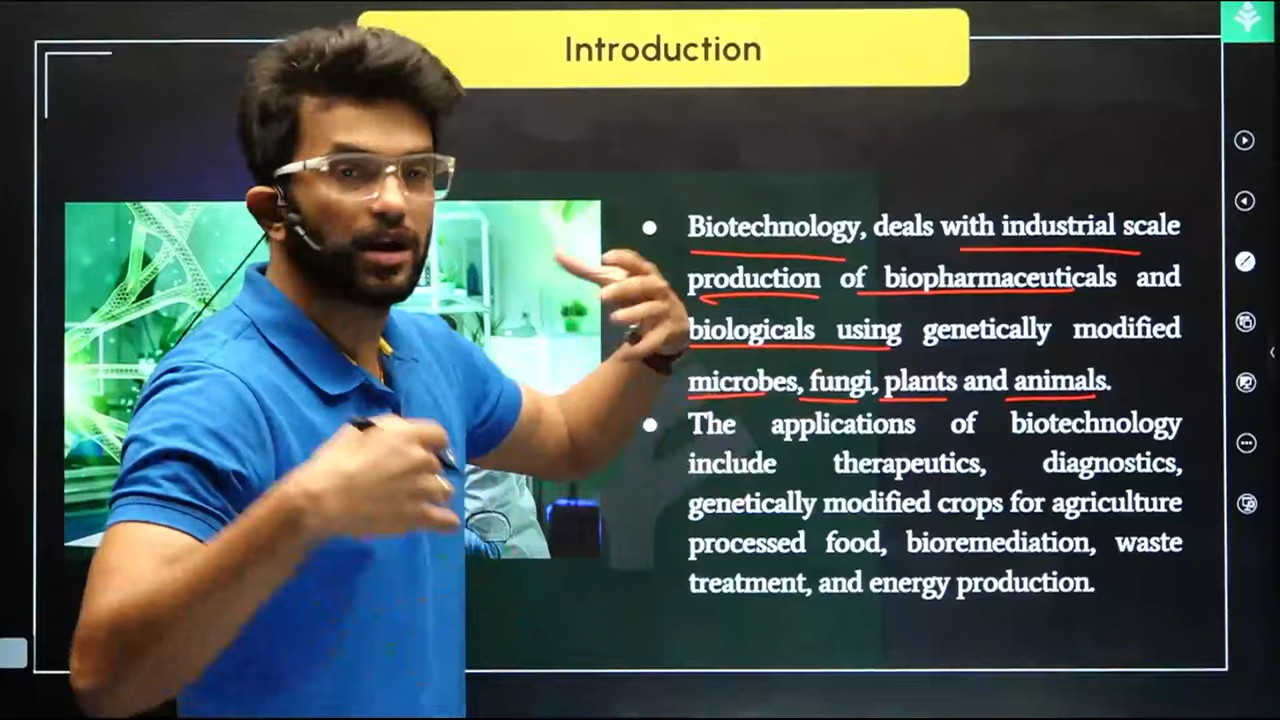 Introduction
• Biotechnology, deals with industrial scale
production of biopharmaceuticals and
biologicals using genetically modified
microbes, fungi, plants and animals.
• The applications of biotechnology
include therapeutics, diagnostics,
genetically modified crops for agriculture
processed food, bioremediation, waste
treatment, and energy production.